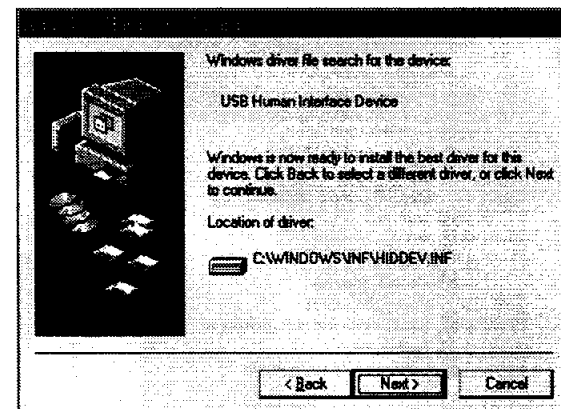 Windows driver file search for the device:
USB Human Interface Device
Windows is now ready to install the best driver for this
device. Click Back to select a different driver, or click Next
to continue.
Location of driver:
C:\WINDOWS\INF\HIDDEV.INF
< Back
Next >
Cancel